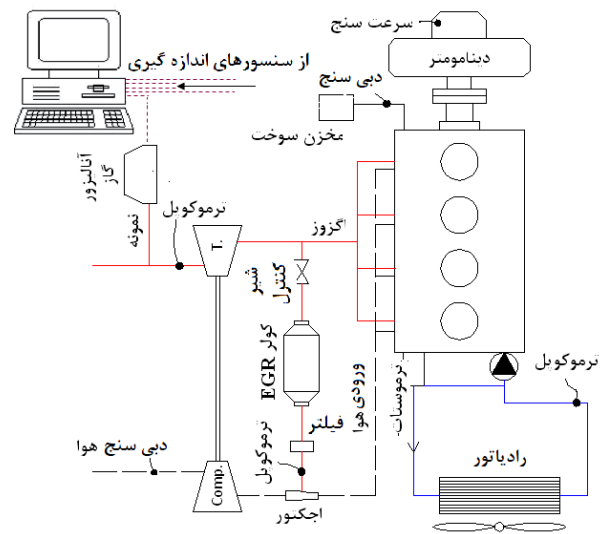 سرعت سنج
دینامومتر
از سنسورهای اندازه گیری
دبی سنج
مخزن سوخت
آنالیزور
گاز
نمونه
ترموکوپل
اگزوز
T.
شیر
کنترل
کولر EGR
ورودی هوا
ترموستات
ترموکوپل
فیلتر
ترموکوپل
رادیاتور
دبی سنج هوا
Comp.
اجکتور